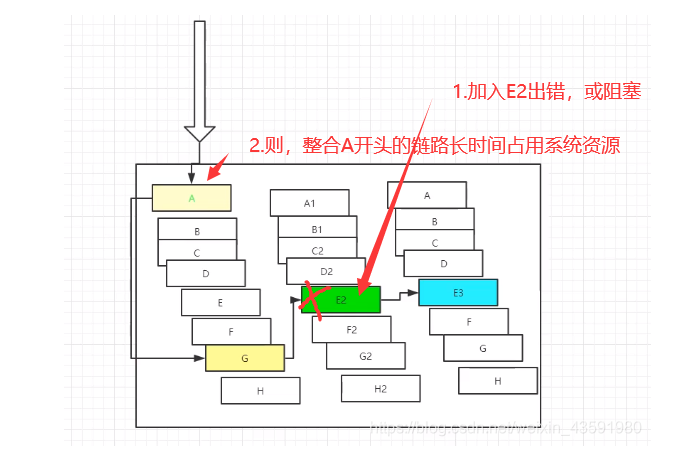 1.加入E2出错，或阻塞
2.则，整合A开头的链路长时间占用系统资源
A
B
C
D
E
F
G
H
A1
B1
C2
D2
E2
F2
G2
H2
A
B
C
D
E3
F
G
H
https://blog.csdn.net/weixin_43591980